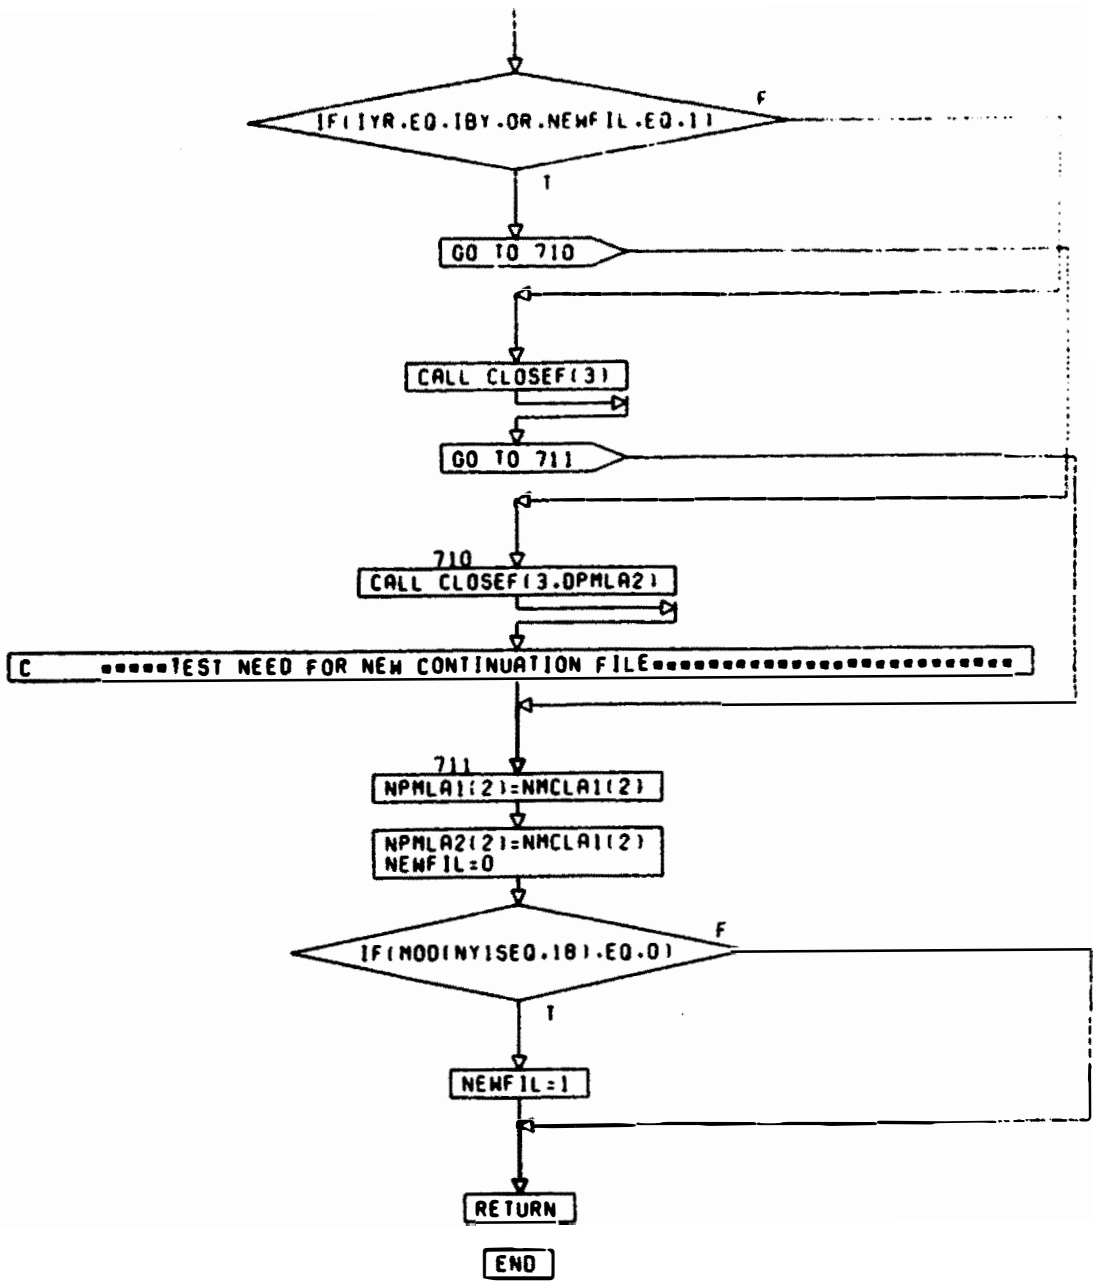 IF(IYR.EQ.IBY.OR.NEWFIL.EQ.1)
F
T
GO TO 710
CALL CLOSEF(3)
GO TO 711
710
CALL CLOSEF(3.DPMLA2)
C *****TEST NEED FOR NEW CONTINUATION FILE****************************
711
NPMLA1(2)=NMCLA1(2)
NPMLA2(2)=NMCLA1(2)
NEWFIL=0
IF(MOD(NY1SEQ.18).EQ.0)
F
T
NEWFIL=1
RETURN
END